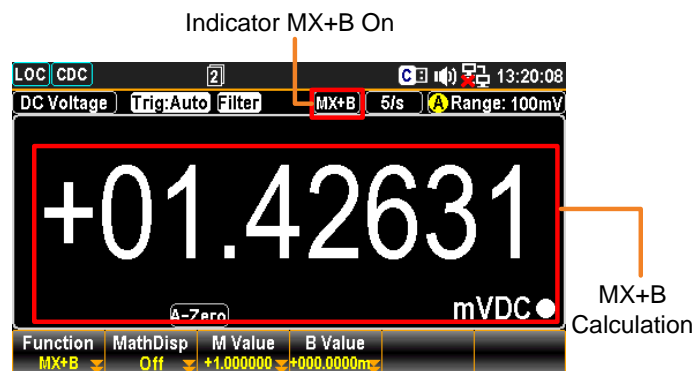 Indicator MX+B On
LOC CDC 2 C 13:20:08
DC Voltage Trig:Auto Filter MX+B 5/s A Range: 100mV
+01.42631
A-Zero mVDC
MX+B
Calculation
Function MathDisp M Value B Value
MX+B Off +1.000000 +000.0000m